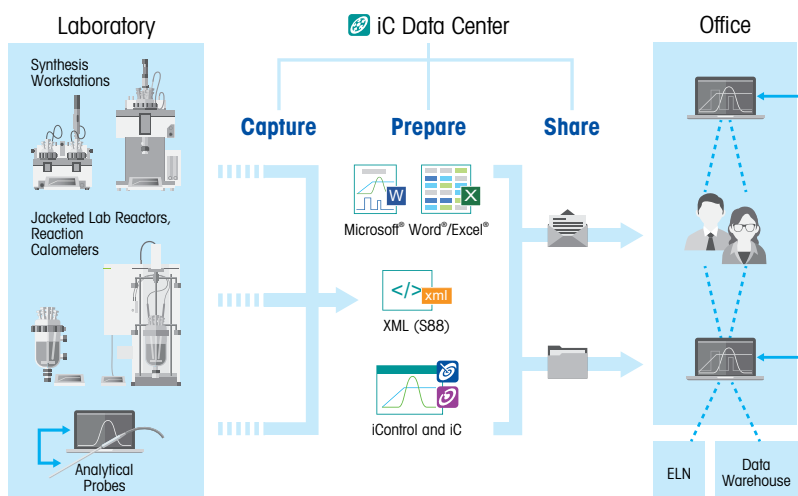 Laboratory
iC Data Center
Office
Synthesis
Workstations
Capture
Prepare
Share
W
X
Microsoft® Word®/Excel®
Jacketed Lab Reactors,
Reaction
Calometers
</>
xml
XML (S88)
iControl and iC
Analytical
Probes
ELN
Data
Warehouse